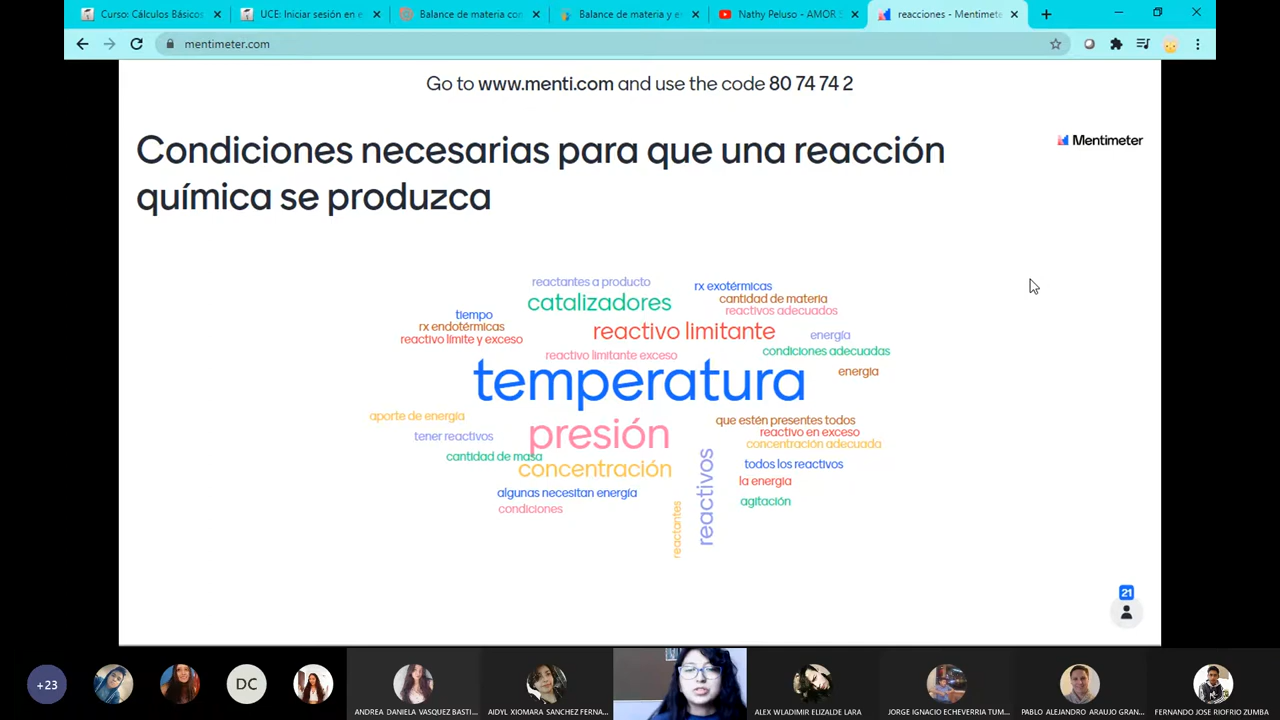 Curso: Cálculos Básicos
UCE: Iniciar sesión en e
Balance de materia con
Balance de materia y en
Nathy Peluso - AMOR S
reacciones - Mentimete
mentimeter.com
Go to www.menti.com and use the code 80 74 74 2
Condiciones necesarias para que una reacción
química se produzca
Mentimeter
reactantes a producto
rx exotérmicas
catalizadores
cantidad de materia
reactivos adecuados
tiempo
rx endotérmicas
reactivo limitante
energía
reactivo límite y exceso
reactivo limitante exceso
condiciones adecuadas
temperatura
energia
aporte de energía
que estén presentes todos
tener reactivos
presión
reactivo en exceso
concentración adecuada
cantidad de masa
concentración
todos los reactivos
reactivos
la energía
algunas necesitan energía
agitación
condiciones
reactantes
21
+23
DC
ANDREA DANIELA VASQUEZ BASTI...
AIDYL XIOMARA SANCHEZ FERNA...
ALEX WLADIMIR ELIZALDE LARA
JORGE IGNACIO ECHEVERRIA TUM...
PABLO ALEJANDRO ARAUJO GRAN...
FERNANDO JOSE RIOFRIO ZUMBA